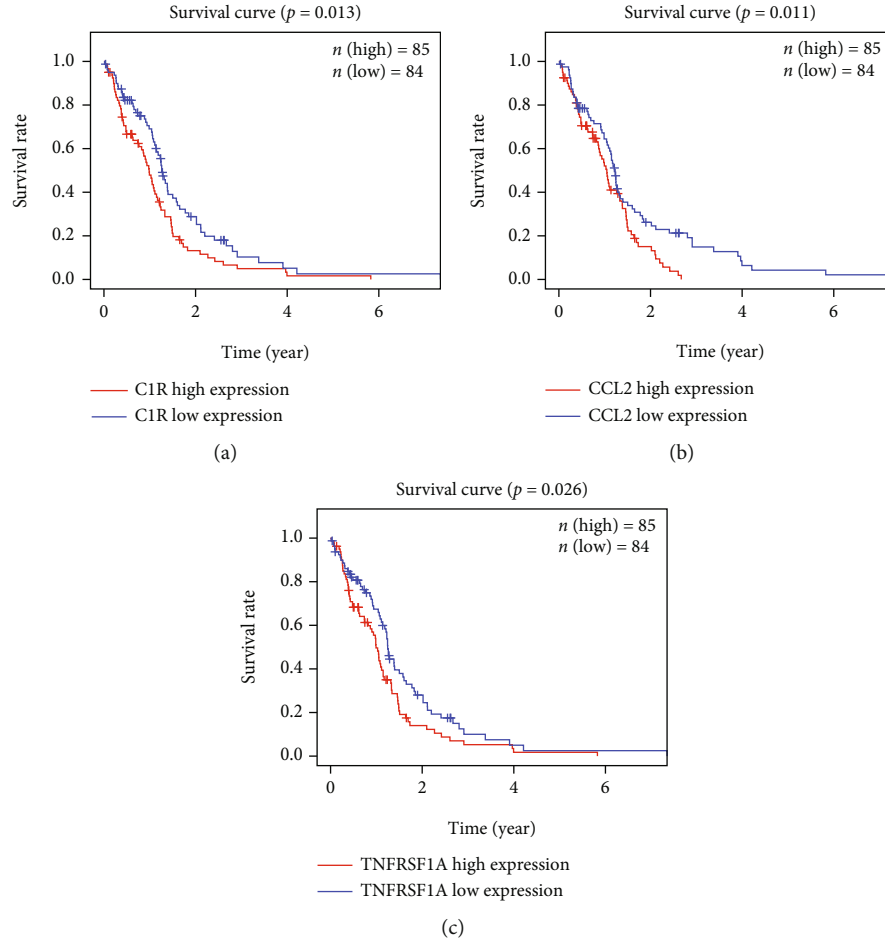 Survival curve (p = 0.013)
n (high) = 85
n (low) = 84
1.0
0.8
0.6
0.4
0.2
0.0
Survival rate
0 2 4 6
Time (year)
C1R high expression
C1R low expression
(a)
Survival curve (p = 0.011)
n (high) = 85
n (low) = 84
1.0
0.8
0.6
0.4
0.2
0.0
Survival rate
0 2 4 6
Time (year)
CCL2 high expression
CCL2 low expression
(b)
Survival curve (p = 0.026)
n (high) = 85
n (low) = 84
1.0
0.8
0.6
0.4
0.2
0.0
Survival rate
0 2 4 6
Time (year)
TNFRSF1A high expression
TNFRSF1A low expression
(c)